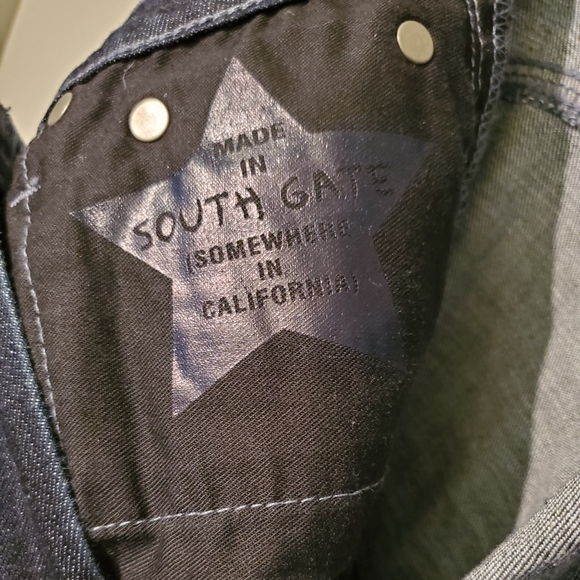 MADE
IN
SOUTH GATE
(SOMEWHERE
IN
CALIFORNIA)